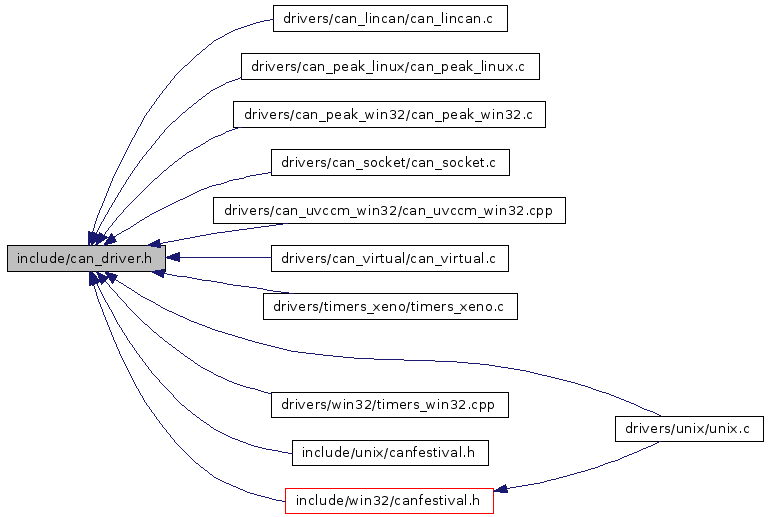 drivers/can_lincan/can_lincan.c
drivers/can_peak_linux/can_peak_linux.c
drivers/can_peak_win32/can_peak_win32.c
drivers/can_socket/can_socket.c
drivers/can_uvccm_win32/can_uvccm_win32.cpp
include/can_driver.h
drivers/can_virtual/can_virtual.c
drivers/timers_xeno/timers_xeno.c
drivers/win32/timers_win32.cpp
drivers/unix/unix.c
include/unix/canfestival.h
include/win32/canfestival.h